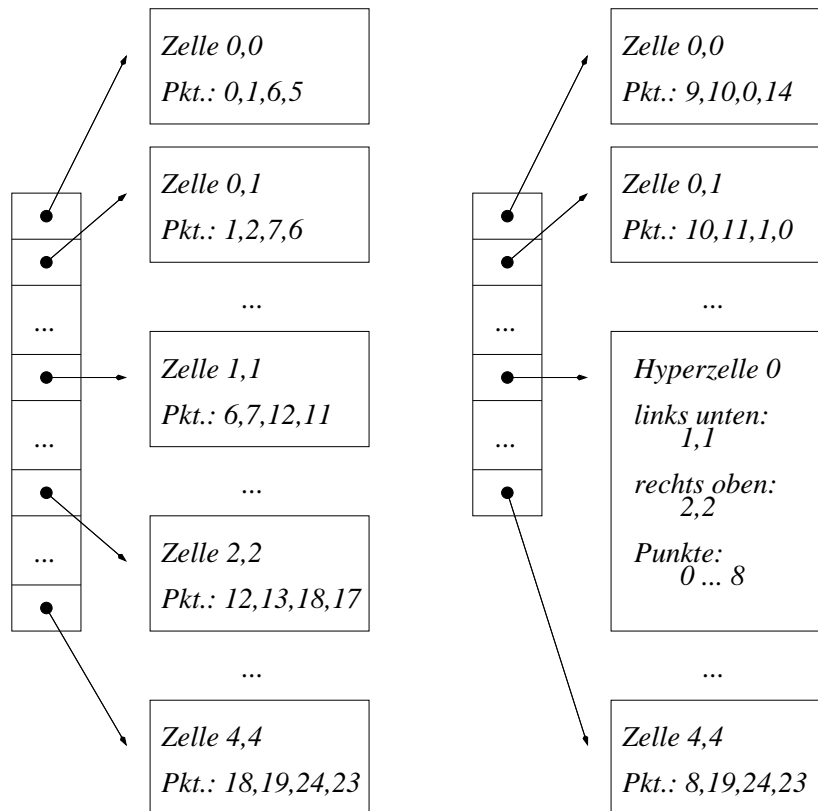 Zelle 0,0
Pkt.: 0,1,6,5
Zelle 0,1
Pkt.: 1,2,7,6
...
...
Zelle 1,1
Pkt.: 6,7,12,11
...
...
Zelle 2,2
Pkt.: 12,13,18,17
...
...
Zelle 4,4
Pkt.: 18,19,24,23
Zelle 0,0
Pkt.: 9,10,0,14
Zelle 0,1
Pkt.: 10,11,1,0
...
...
Hyperzelle 0
links unten:
1,1
...
rechts oben:
2,2
Punkte:
0 ... 8
...
Zelle 4,4
Pkt.: 8,19,24,23